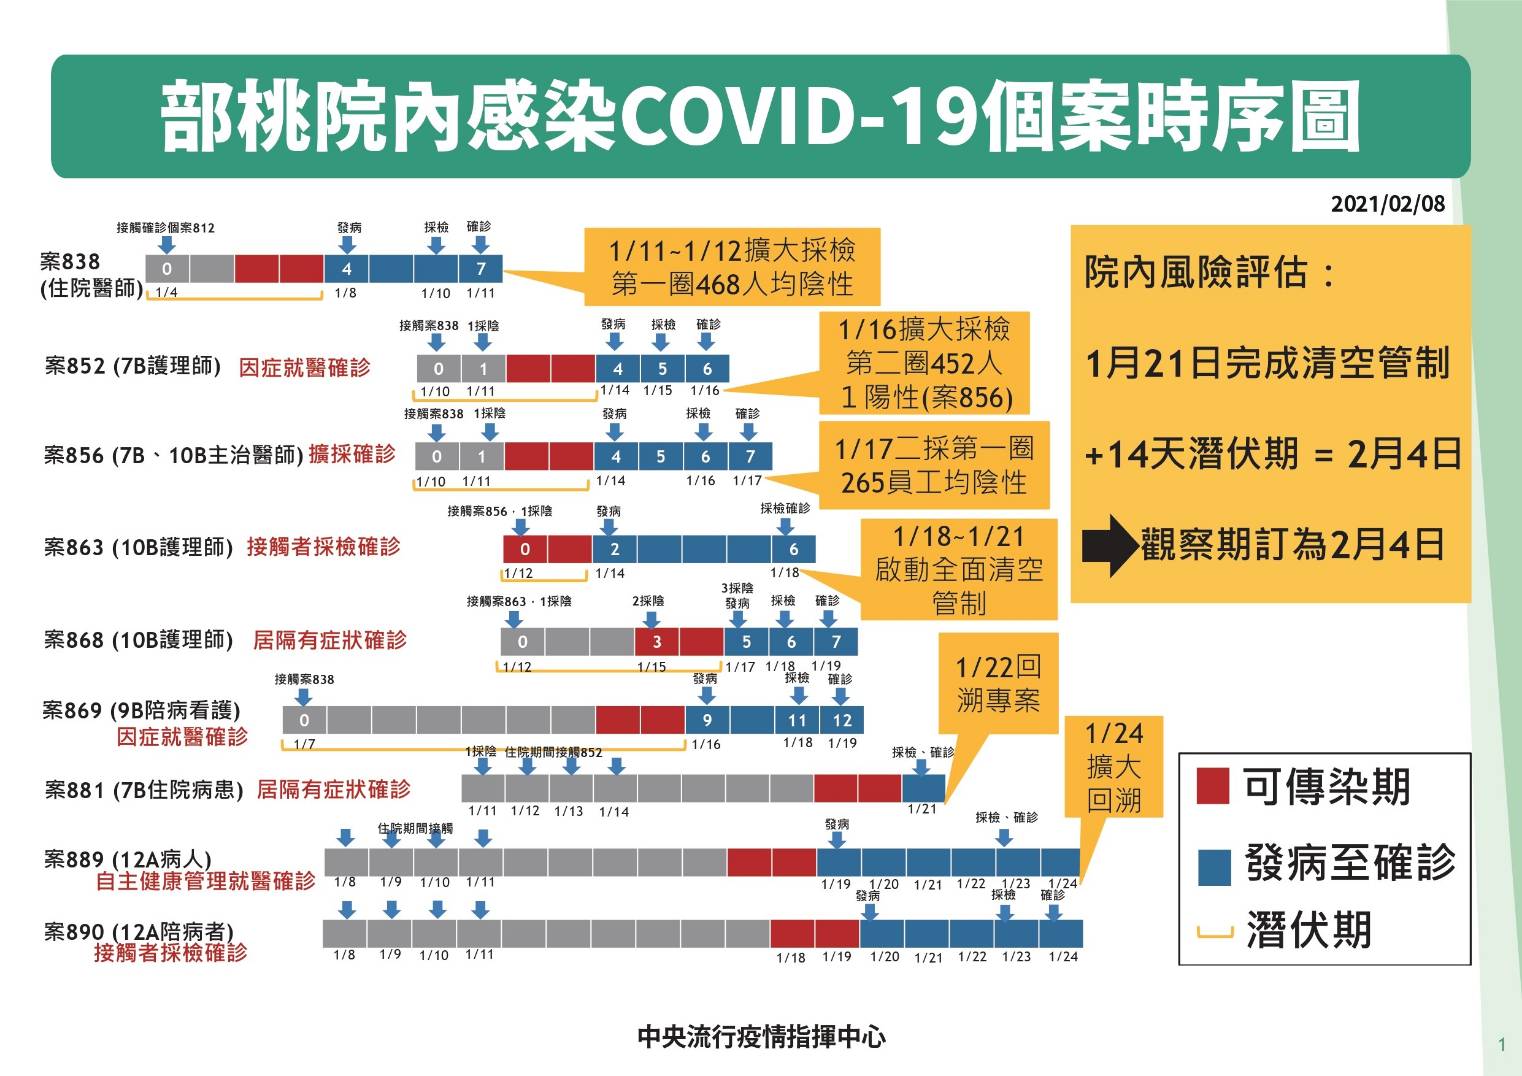 部桃院內感染COVID-19個案時序圖
2021/02/08
接觸確診個案812 發病 採檢 確診
案838
(住院醫師)
0 4 7
1/4 1/8 1/10 1/11
1/11~1/12擴大採檢
第一圈468人均陰性
接觸案838 1採陰 發病 採檢 確診
案852 (7B護理師) 因症就醫確診
0 1 4 5 6
1/10 1/11 1/14 1/15 1/16
1/16擴大採檢
第二圈452人
1陽性(案856)
接觸案838 1採陰 發病 採檢 確診
案856 (7B、10B主治醫師) 擴採確診
0 1 4 5 6 7
1/10 1/11 1/14 1/16 1/17
1/17二採第一圈
265員工均陰性
接觸案856，1採陰 發病 採檢確診
案863 (10B護理師) 接觸者採檢確診
0 2 6
1/12 1/14 1/18
1/18~1/21
啟動全面清空
管制
接觸案863，1採陰 2採陰 3採陰
發病 採檢 確診
案868 (10B護理師) 居隔有症狀確診
0 3 5 6 7
1/12 1/15 1/17 1/18 1/19
接觸案838 發病 採檢 確診
案869 (9B陪病看護)
因症就醫確診
0 9 11 12
1/7 1/16 1/18 1/19
1/22回
溯專案
1採陰 住院期間接觸852 採檢、確診
案881 (7B住院病患) 居隔有症狀確診
1/11 1/12 1/13 1/14 1/21
1/24
擴大
回溯
住院期間接觸 發病 採檢、確診
案889 (12A病人)
自主健康管理就醫確診
1/8 1/9 1/10 1/11 1/19 1/20 1/21 1/22 1/23 1/24
發病 採檢 確診
案890 (12A陪病者)
接觸者採檢確診
1/8 1/9 1/10 1/11 1/18 1/19 1/20 1/21 1/22 1/23 1/24
院內風險評估：
1月21日完成清空管制
+14天潛伏期 = 2月4日
觀察期訂為2月4日
可傳染期
發病至確診
潛伏期
中央流行疫情指揮中心
1